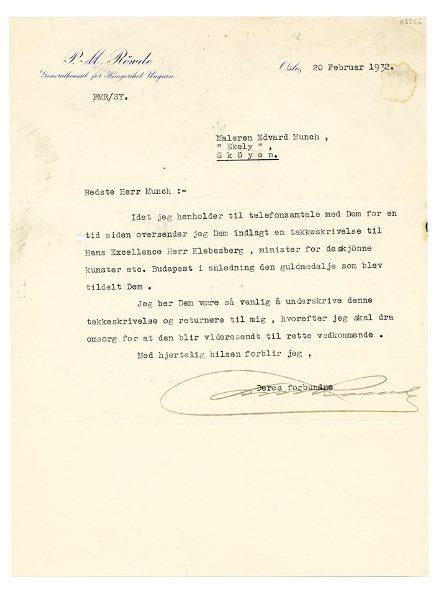 K5256
P. M. Röwde
Generalkonsul for Kongeriket Ungarn
Oslo, 20 Februar 1932.
PMR/SY.
Maleren Edvard Munch ,
" Ekely " ,
S k ö y e n.
Bedste Herr Munch :-
Idet jeg henholder til telefonsamtale med Dem for en
tid siden oversender jeg Dem indlagt en takkeskrivelse til
Hans Excellence Herr Klebesberg , minister for de skjönne
kunster etc. Budapest i anledning den guldmedalje som blev
tildelt Dem .
Jeg ber Dem være så venlig å underskrive denne
takkeskrivelse og returnere til mig , hvorefter jeg skal dra
omsorg for at den blir videresendt til rette vedkommende .
Med hjertelig hilsen forblir jeg ,
Deres forbundne